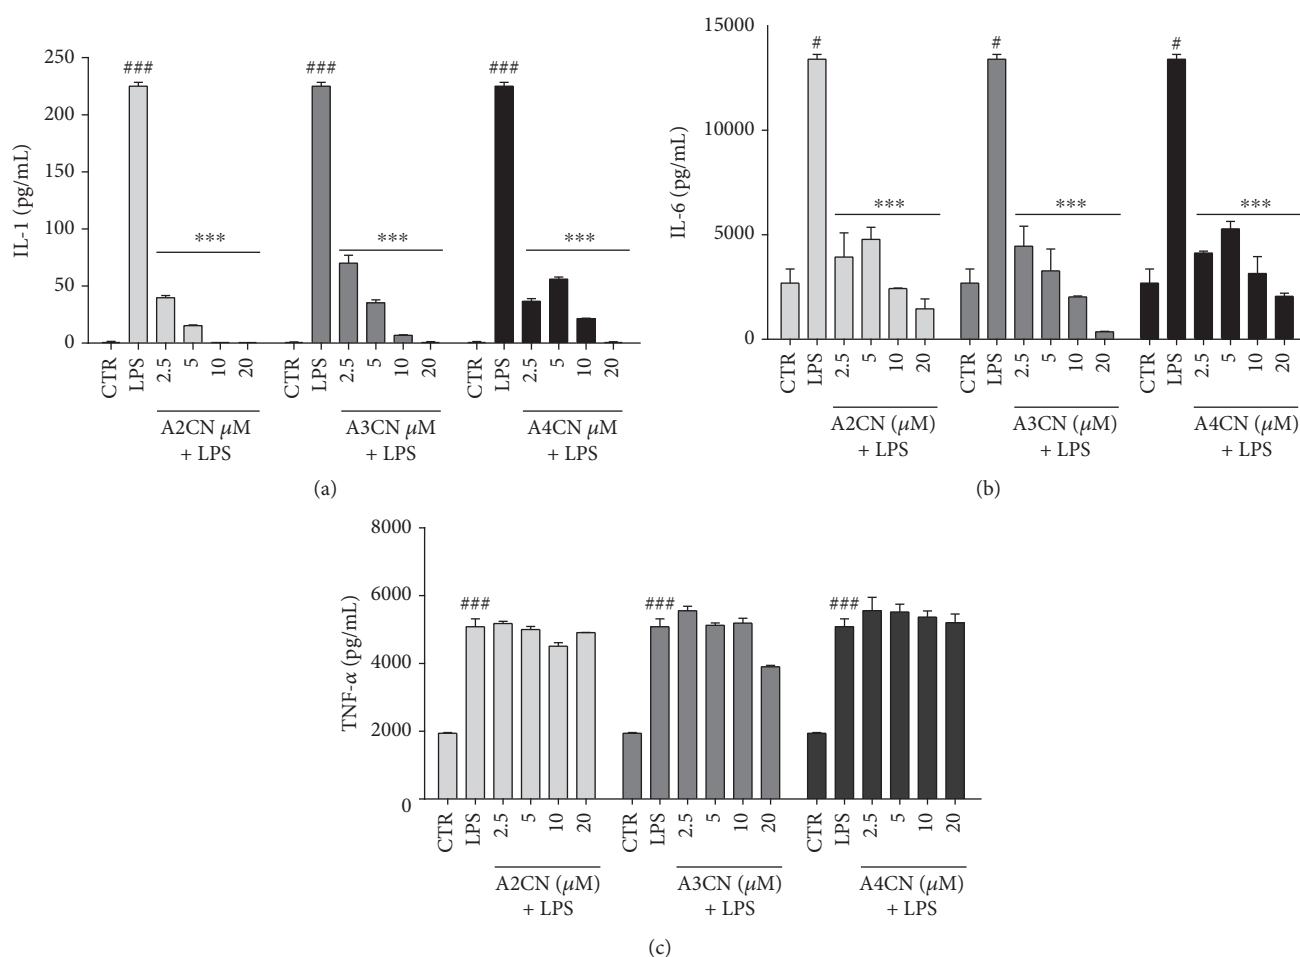 250
200
150
100
50
0
IL-1 (pg/mL)
###
###
###
***
***
***
CTR
LPS
2.5
5
10
20
CTR
LPS
2.5
5
10
20
CTR
LPS
2.5
5
10
20
A2CN μM
+ LPS
A3CN μM
+ LPS
A4CN μM
+ LPS
(a)
15000
10000
5000
0
IL-6 (pg/mL)
#
#
#
***
***
***
CTR
LPS
2.5
5
10
20
CTR
LPS
2.5
5
10
20
CTR
LPS
2.5
5
10
20
A2CN (μM)
+ LPS
A3CN (μM)
+ LPS
A4CN (μM)
+ LPS
(b)
8000
6000
4000
2000
0
TNF-α (pg/mL)
###
###
###
CTR
LPS
2.5
5
10
20
CTR
LPS
2.5
5
10
20
CTR
LPS
2.5
5
10
20
A2CN (μM)
+ LPS
A3CN (μM)
+ LPS
A4CN (μM)
+ LPS
(c)